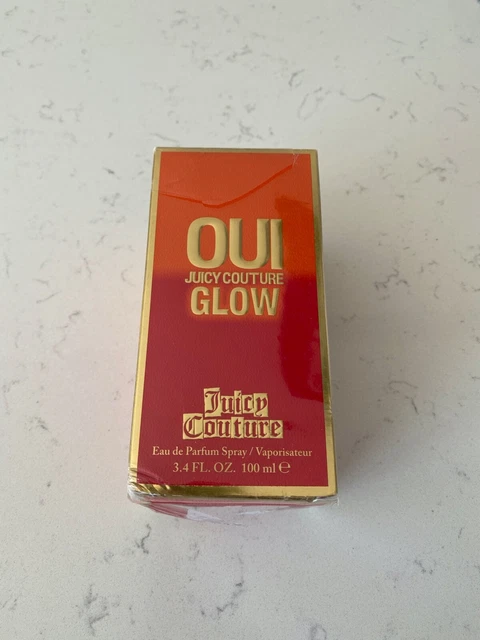 OUI
JUICY COUTURE
GLOW
Juicy
Couture
Eau de Parfum Spray / Vaporisateur
3.4 FL. OZ. 100 ml ℮